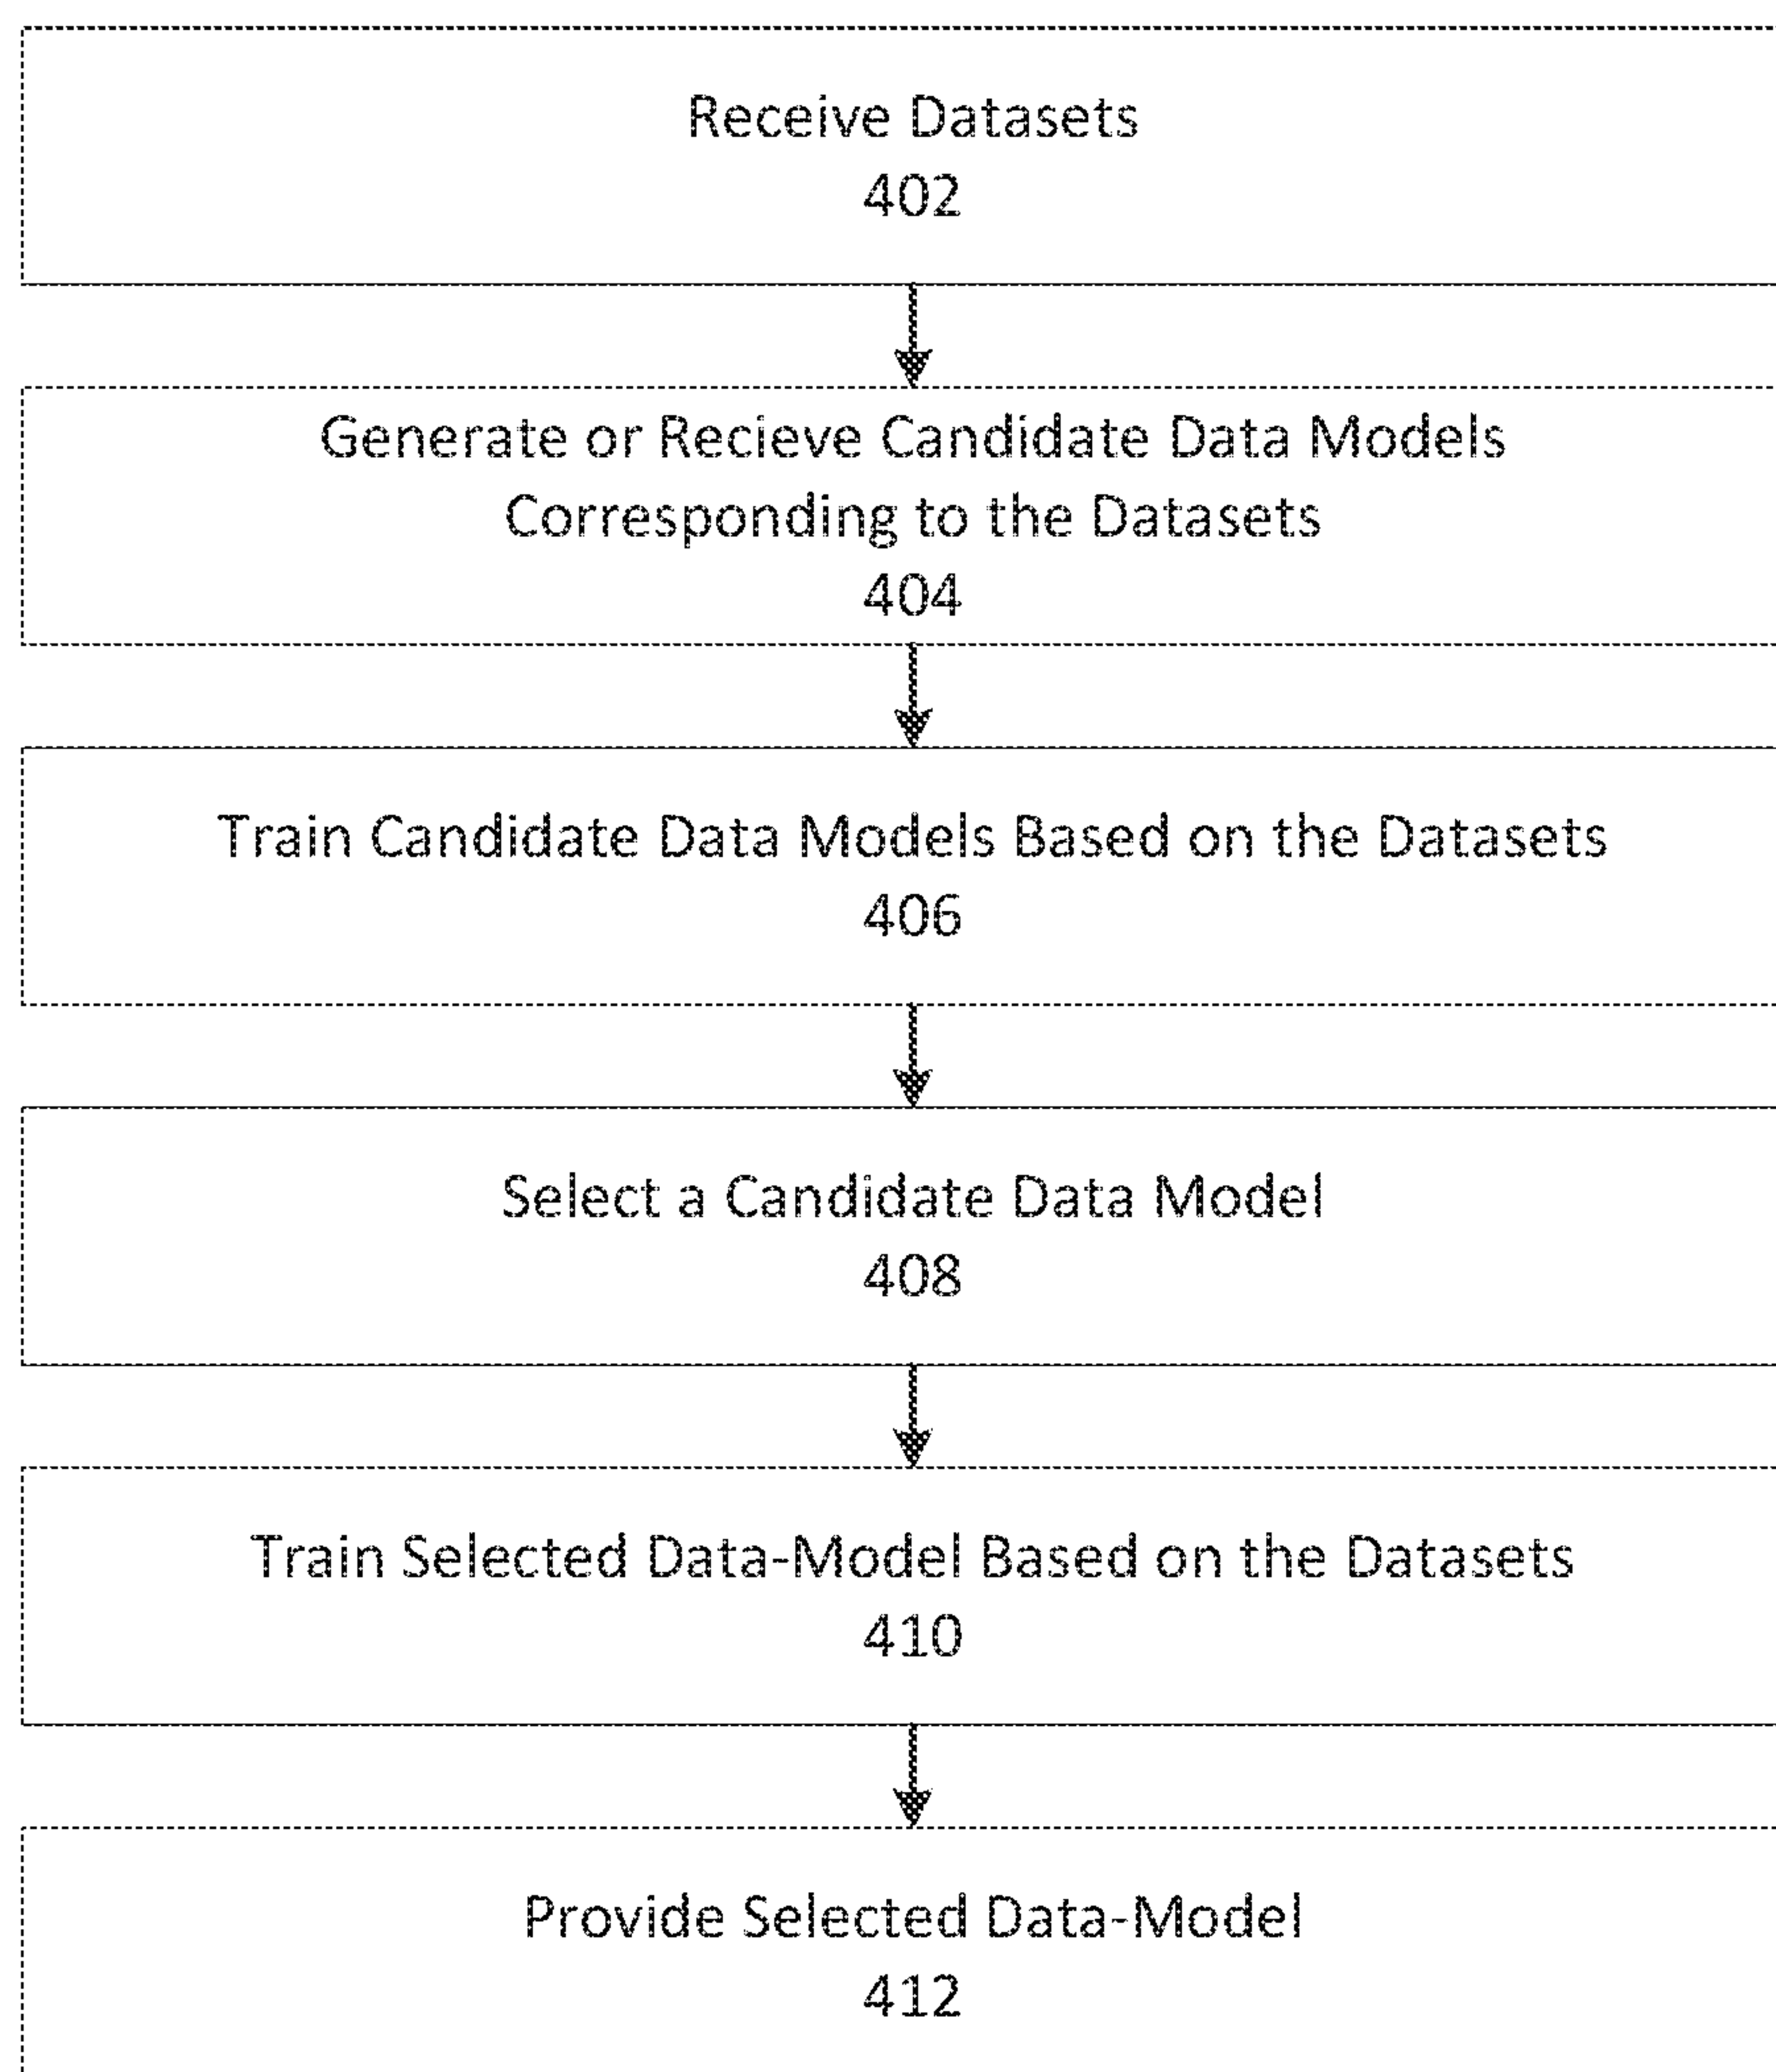 Receive Datasets
402
Generate or Recieve Candidate Data Models
Corresponding to the Datasets
404
Train Candidate Data Models Based on the Datasets
406
Select a Candidate Data Model
408
Train Selected Data-Model Based on the Datasets
410
Provide Selected Data-Model
412